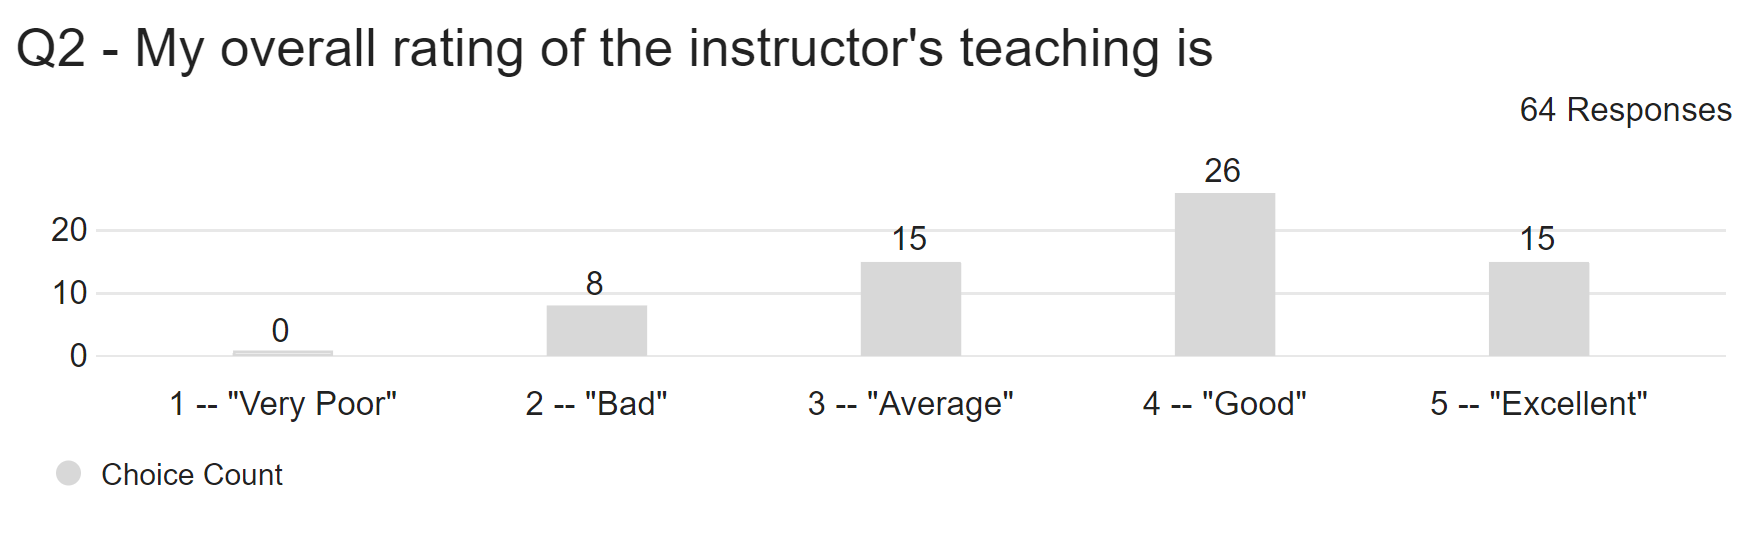 Q2 - My overall rating of the instructor's teaching is
64 Responses
26
20
15
15
10
8
0
0
1 -- "Very Poor"
2 -- "Bad"
3 -- "Average"
4 -- "Good"
5 -- "Excellent"
Choice Count